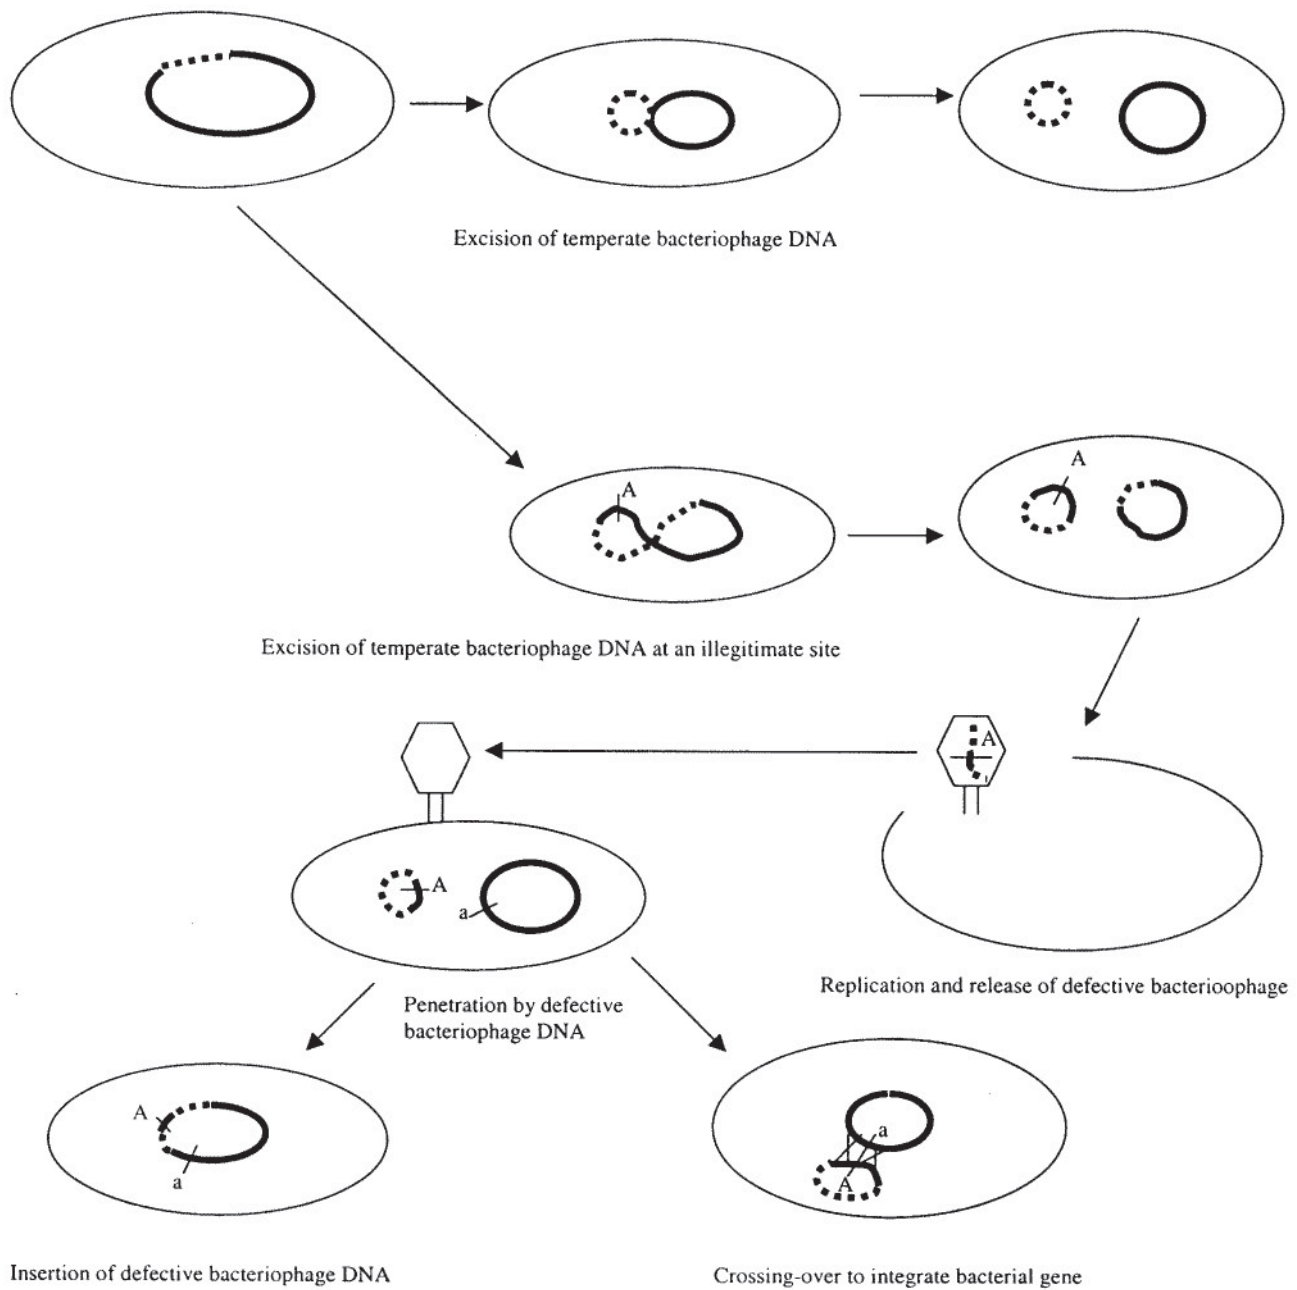 Excision of temperate bacteriophage DNA
A
A
Excision of temperate bacteriophage DNA at an illegitimate site
A
A
a
Replication and release of defective bacterioophage
Penetration by defective
bacteriophage DNA
A
a
a
A
Insertion of defective bacteriophage DNA
Crossing-over to integrate bacterial gene